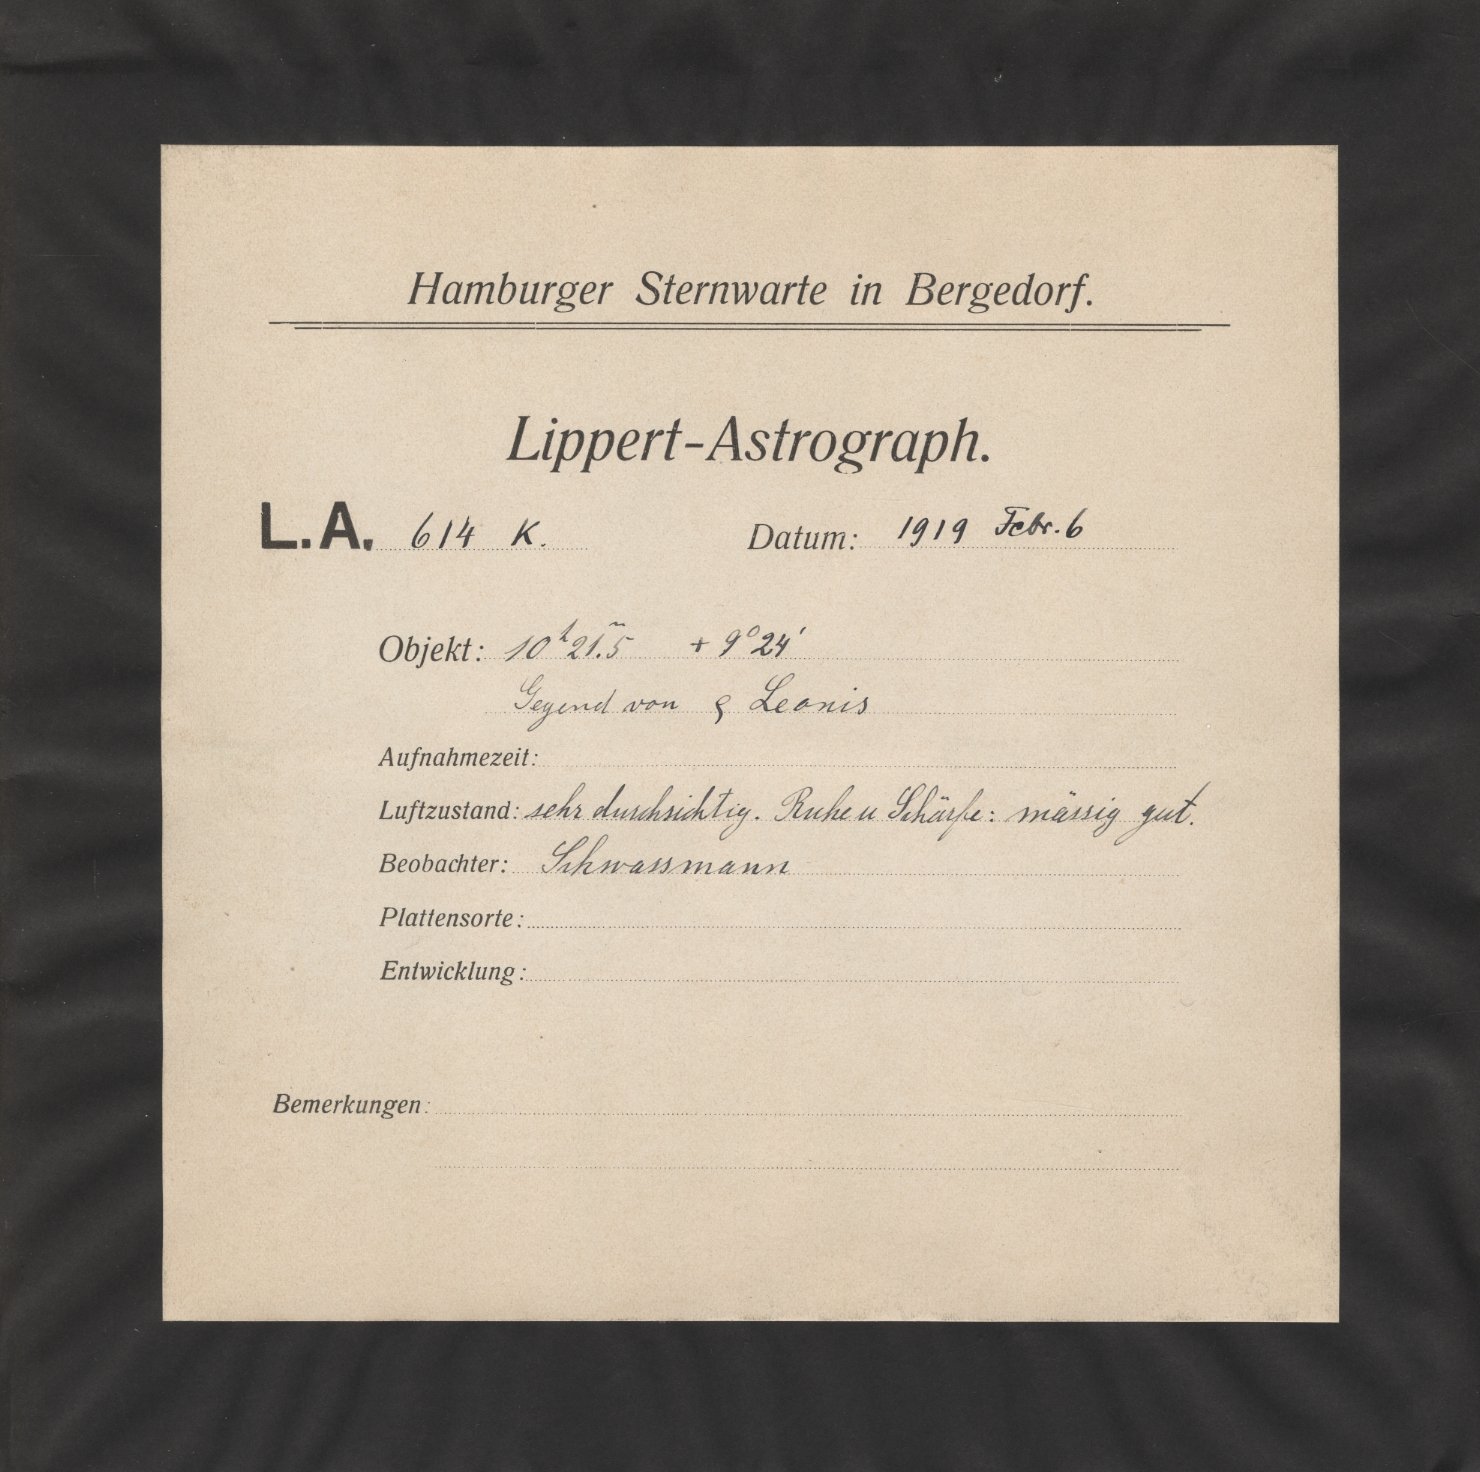 Hamburger Sternwarte in Bergedorf.
Lippert-Astrograph.
L.A. 614 K. Datum: 1919 Febr. 6
Objekt: 10ʰ 21.ᵐ5 + 9° 24'
Gegend von ρ Leonis
Aufnahmezeit:
Luftzustand: sehr durchsichtig. Ruhe u Schärfe: mässig gut.
Beobachter: Schwassmann
Plattensorte:
Entwicklung:
Bemerkungen: